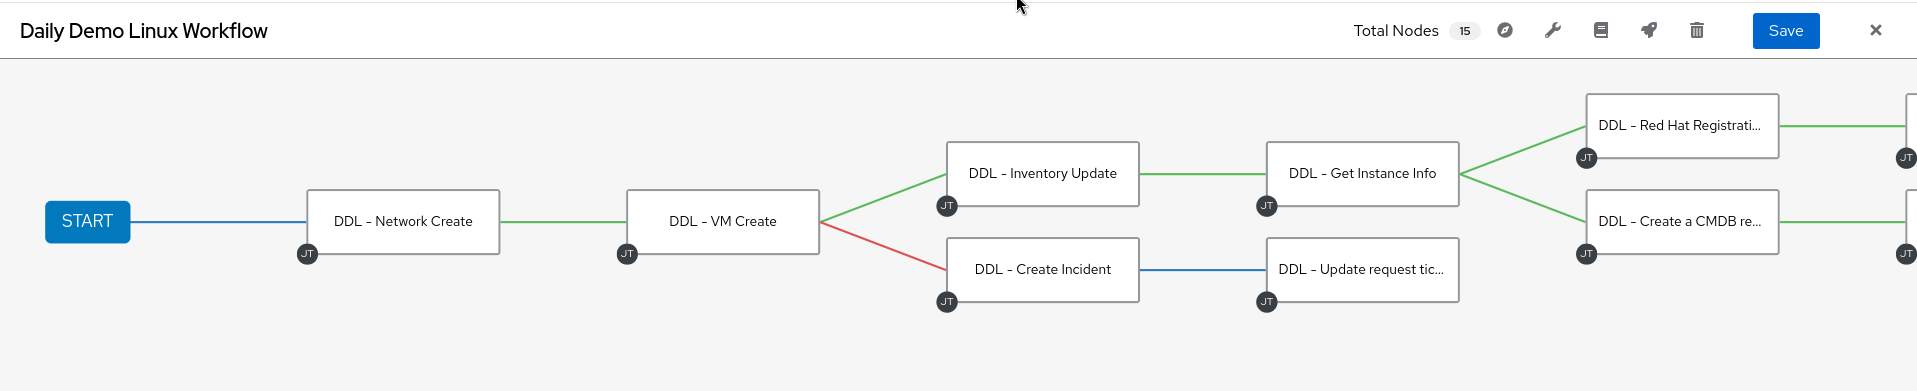 Daily Demo Linux Workflow
Total Nodes 15
Save
START
DDL - Network Create
JT
DDL - VM Create
JT
DDL - Inventory Update
JT
DDL - Create Incident
JT
DDL - Get Instance Info
JT
DDL - Update request tic...
JT
DDL - Red Hat Registrati...
JT
DDL - Create a CMDB re...
JT
JT
JT